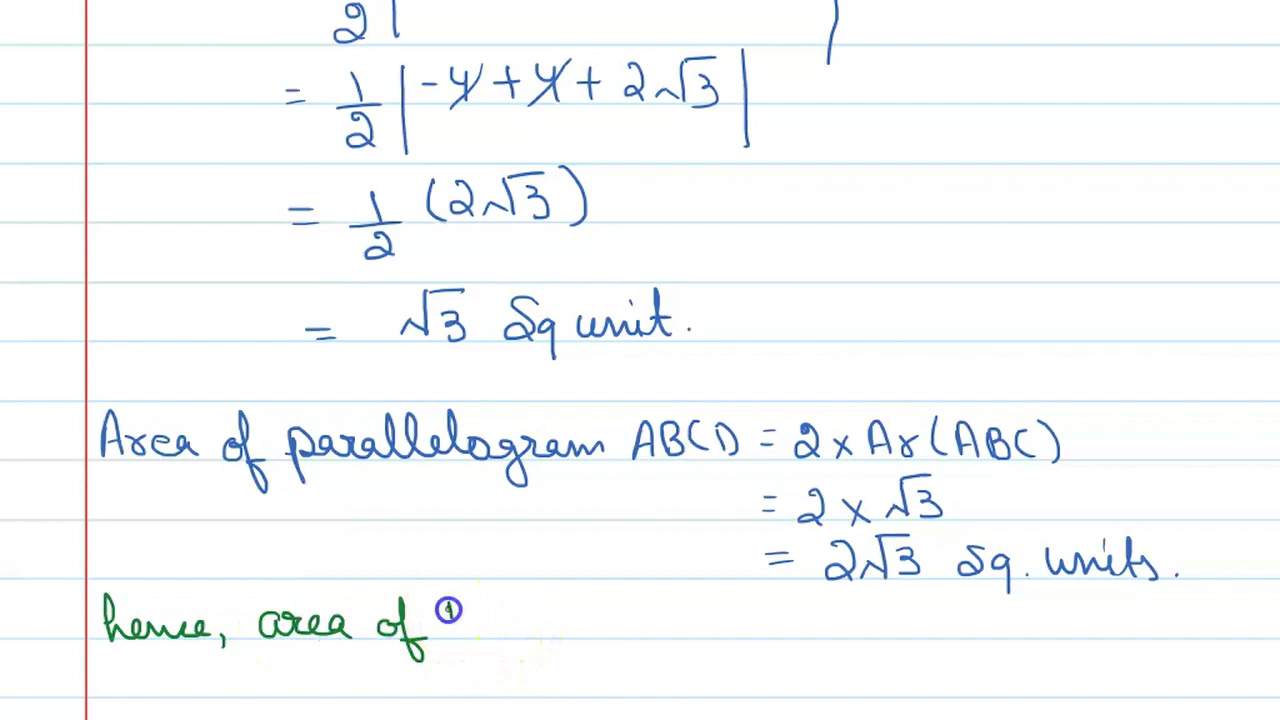 2|
= 1/2 |-4 + 4 + 2√3|
= 1/2 (2√3)
= √3 Sq unit.
Area of parallelogram ABCD = 2 × Ar(ABC)
= 2 × √3
= 2√3 Sq. units.
hence, area of